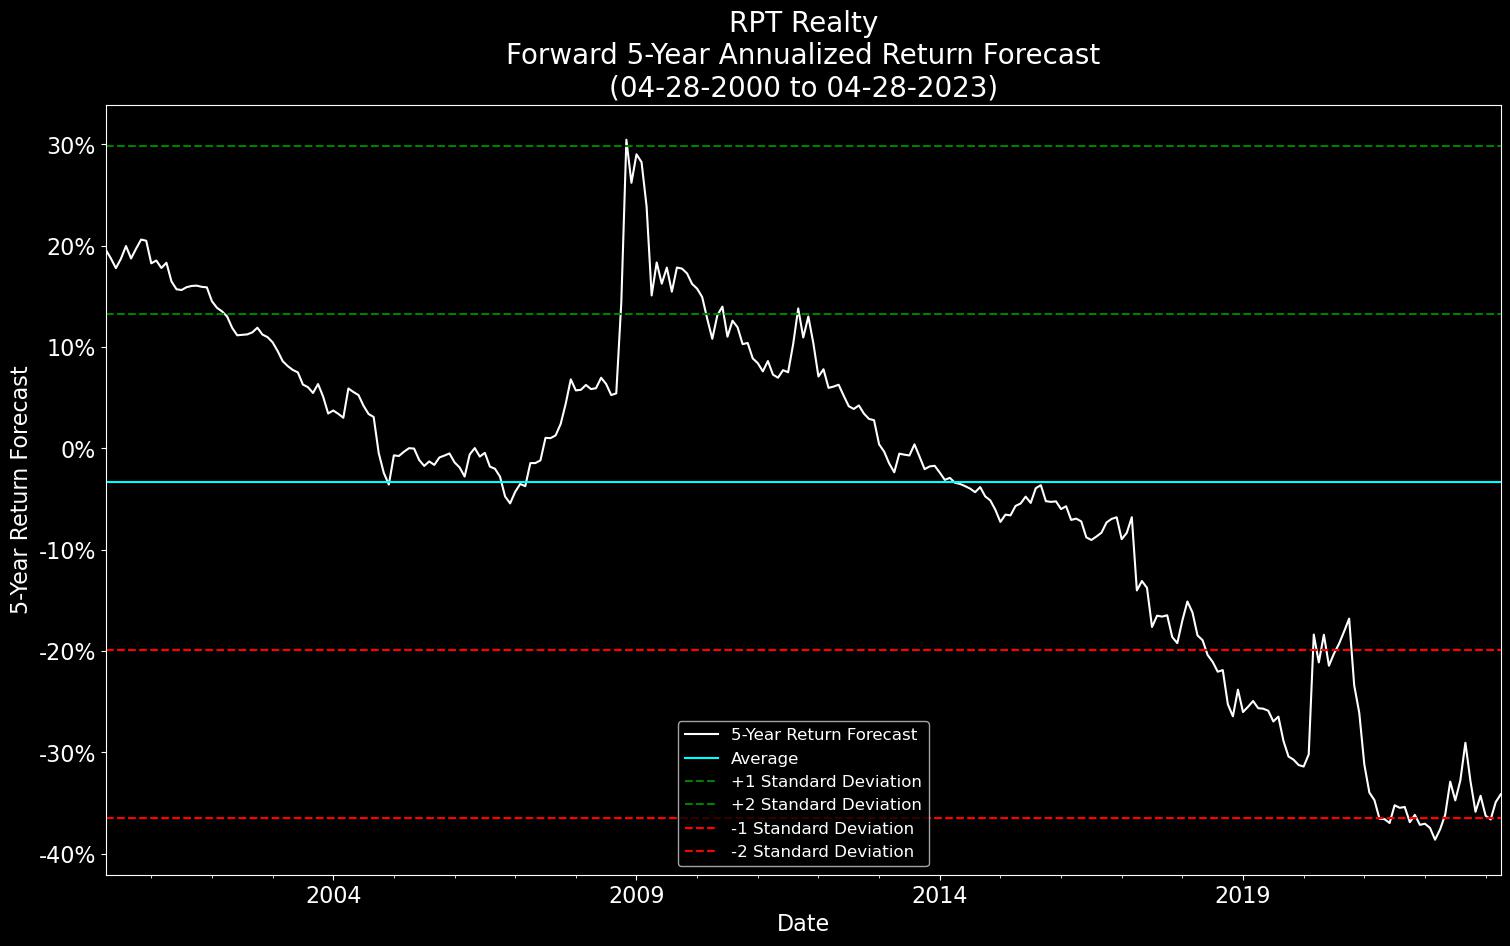 RPT Realty
Forward 5-Year Annualized Return Forecast
(04-28-2000 to 04-28-2023)
5-Year Return Forecast
30%
20%
10%
0%
-10%
-20%
-30%
-40%
5-Year Return Forecast
Average
+1 Standard Deviation
+2 Standard Deviation
-1 Standard Deviation
-2 Standard Deviation
2004 2009 2014 2019
Date